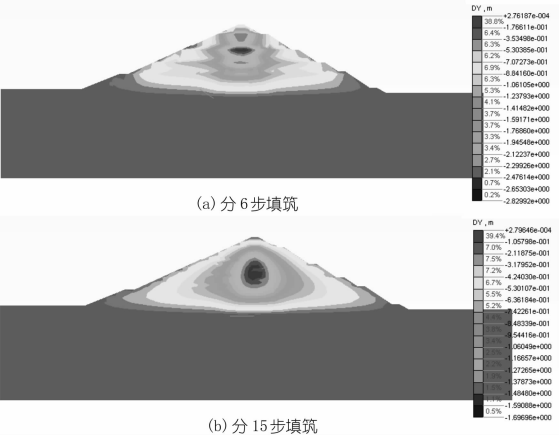 DY , m
+2.76187e-004
38.8%
-1.76611e-001
6.4%
-3.53498e-001
6.3%
-5.30385e-001
6.2%
-7.07273e-001
6.9%
-8.84160e-001
6.3%
-1.06105e+000
5.3%
-1.23793e+000
4.1%
-1.41482e+000
3.7%
-1.59171e+000
3.7%
-1.76860e+000
3.3%
-1.94548e+000
3.4%
-2.12237e+000
2.7%
-2.29926e+000
2.1%
-2.47614e+000
0.7%
-2.65303e+000
0.2%
-2.82992e+000
(a) 分 6 步填筑
DY , m
+2.79646e-004
39.4%
-1.05798e-001
7.0%
-2.11875e-001
7.5%
-3.17952e-001
7.2%
-4.24030e-001
6.7%
-5.30107e-001
5.5%
-6.36184e-001
5.2%
-7.42261e-001
-8.48339e-001
-9.54416e-001
-1.06049e+000
-1.16657e+000
-1.27265e+000
-1.37873e+000
-1.48480e+000
-1.59088e+000
0.5%
-1.69696e+000
(b) 分 15 步填筑